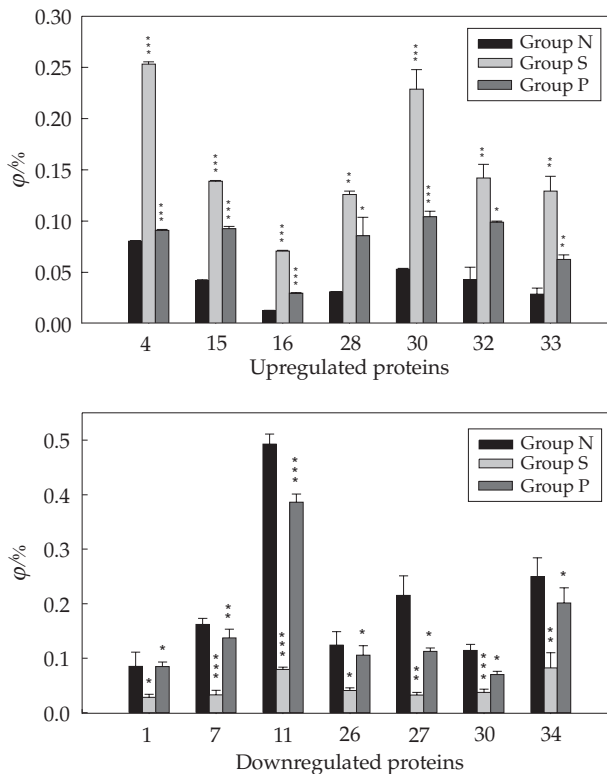 Group N
Group S
Group P
φ/%
0.30
0.25
0.20
0.15
0.10
0.05
0.00
*** *** *** *** *** *** ** * *** *** ** * ** **
4 15 16 28 30 32 33
Upregulated proteins
Group N
Group S
Group P
φ/%
0.5
0.4
0.3
0.2
0.1
0.0
* * *** ** *** *** * * ** * *** * ** *
1 7 11 26 27 30 34
Downregulated proteins